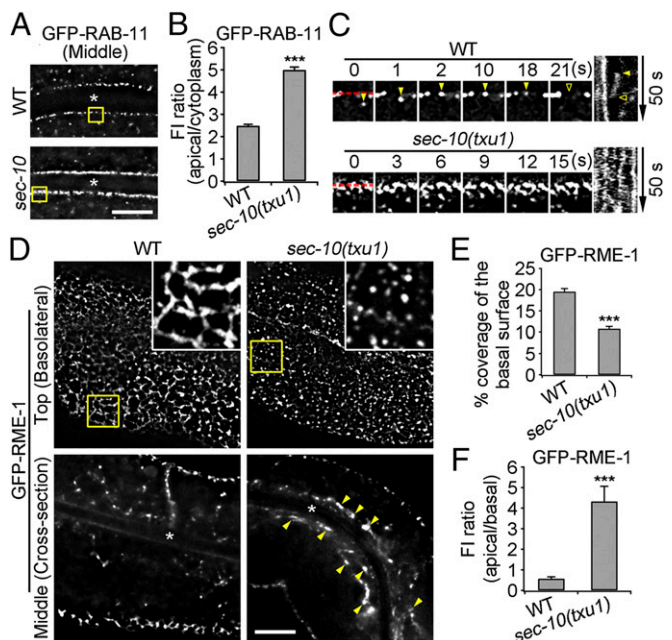 A
GFP-RAB-11
(Middle)
WT
*
sec-10
*
B
GFP-RAB-11
FI ratio
(apical/cytoplasm)
6
5
4
3
2
1
0
***
WT
sec-10(txu1)
C
WT
0 1 2 10 18 21 (s)
50 s
sec-10(txu1)
0 3 6 9 12 15 (s)
50 s
D
WT
sec-10(txu1)
GFP-RME-1
Top (Basolateral)
Middle (Cross-section)
*
*
E
GFP-RME-1
% coverage of the
basal surface
25
20
15
10
5
0
***
WT
sec-10(txu1)
F
GFP-RME-1
FI ratio
(apical/basal)
6
5
4
3
2
1
0
***
WT
sec-10(txu1)